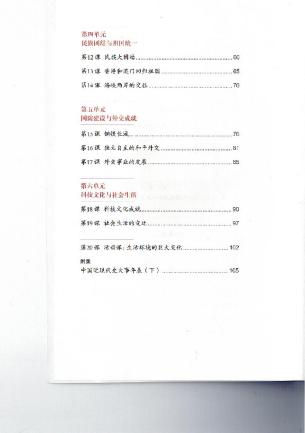 第四单元
民族团结与祖国统一
第12课 民族大团结 60
第13课 香港和澳门回归祖国 65
第14课 海峡两岸的交往 70
第五单元
国防建设与外交成就
第15课 钢铁长城 76
第16课 独立自主的和平外交 81
第17课 外交事业的发展 85
第六单元
科技文化与社会生活
第18课 科技文化成就 90
第19课 社会生活的变迁 97
第20课 活动课：生活环境的巨大变化 102
附录
中国近现代史大事年表（下） 105